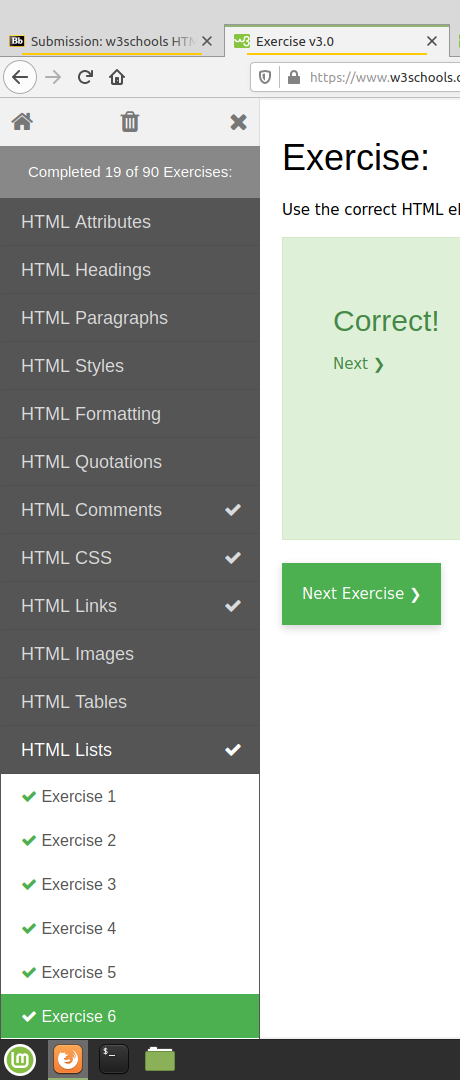 Bb Submission: w3schools HTN
w3 Exercise v3.0
https://www.w3schools.c
Completed 19 of 90 Exercises:
HTML Attributes
HTML Headings
HTML Paragraphs
HTML Styles
HTML Formatting
HTML Quotations
HTML Comments
HTML CSS
HTML Links
HTML Images
HTML Tables
HTML Lists
Exercise 1
Exercise 2
Exercise 3
Exercise 4
Exercise 5
Exercise 6
Exercise:
Use the correct HTML el
Correct!
Next ❯
Next Exercise ❯
$_